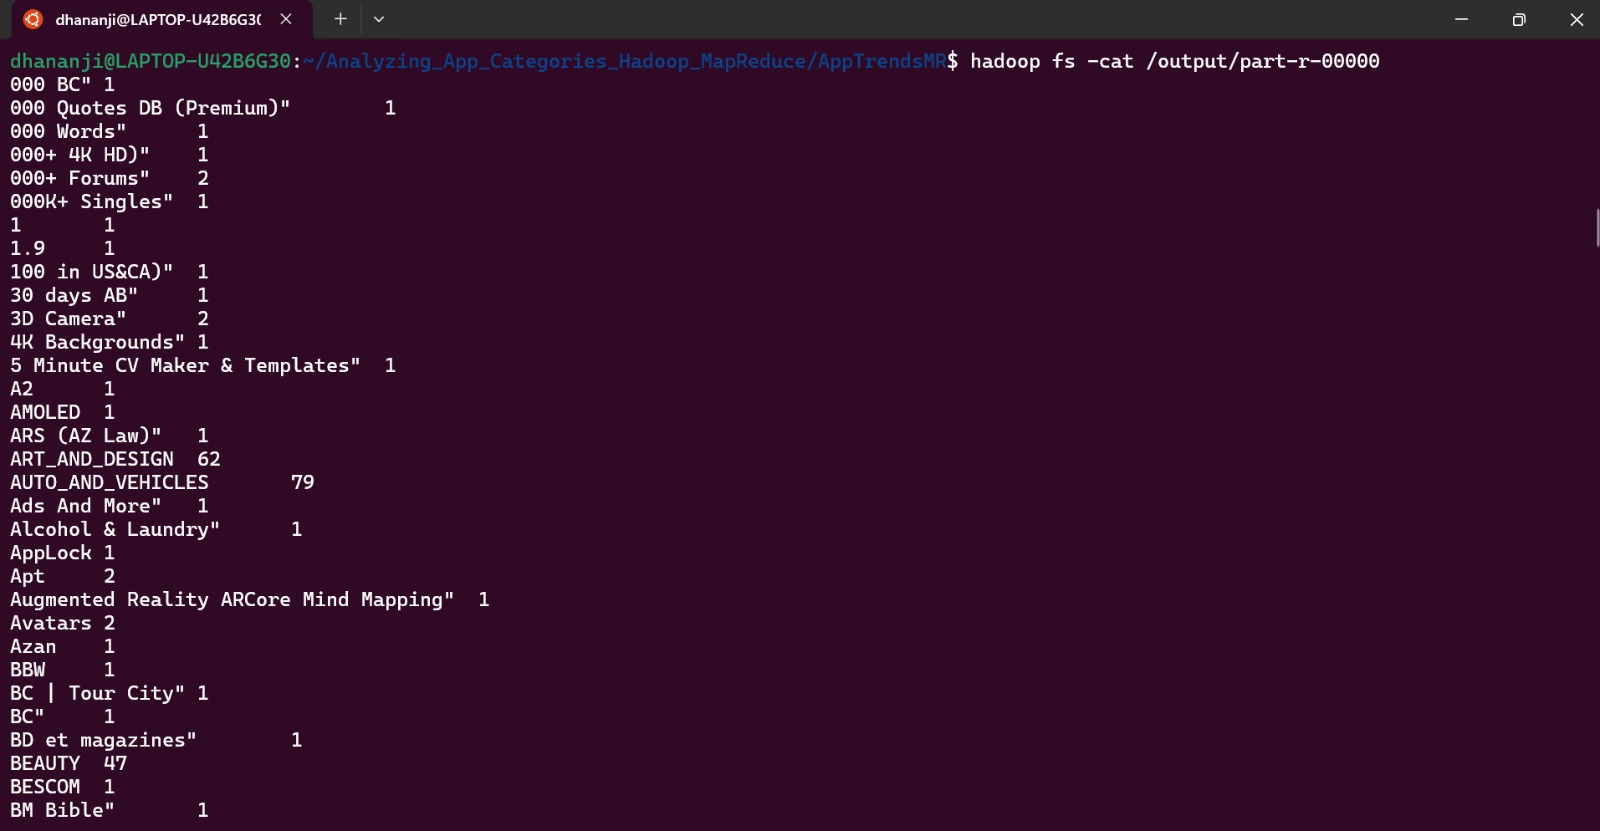 dhananji@LAPTOP-U42B6G3(
dhananji@LAPTOP-U42B6G30:~/Analyzing_App_Categories_Hadoop_MapReduce/AppTrendsMR$ hadoop fs -cat /output/part-r-00000
000 BC" 1
000 Quotes DB (Premium)" 1
000 Words" 1
000+ 4K HD)" 1
000+ Forums" 2
000K+ Singles" 1
1 1
1.9 1
100 in US&CA)" 1
30 days AB" 1
3D Camera" 2
4K Backgrounds" 1
5 Minute CV Maker & Templates" 1
A2 1
AMOLED 1
ARS (AZ Law)" 1
ART_AND_DESIGN 62
AUTO_AND_VEHICLES 79
Ads And More" 1
Alcohol & Laundry" 1
AppLock 1
Apt 2
Augmented Reality ARCore Mind Mapping" 1
Avatars 2
Azan 1
BBW 1
BC | Tour City" 1
BC" 1
BD et magazines" 1
BEAUTY 47
BESCOM 1
BM Bible" 1